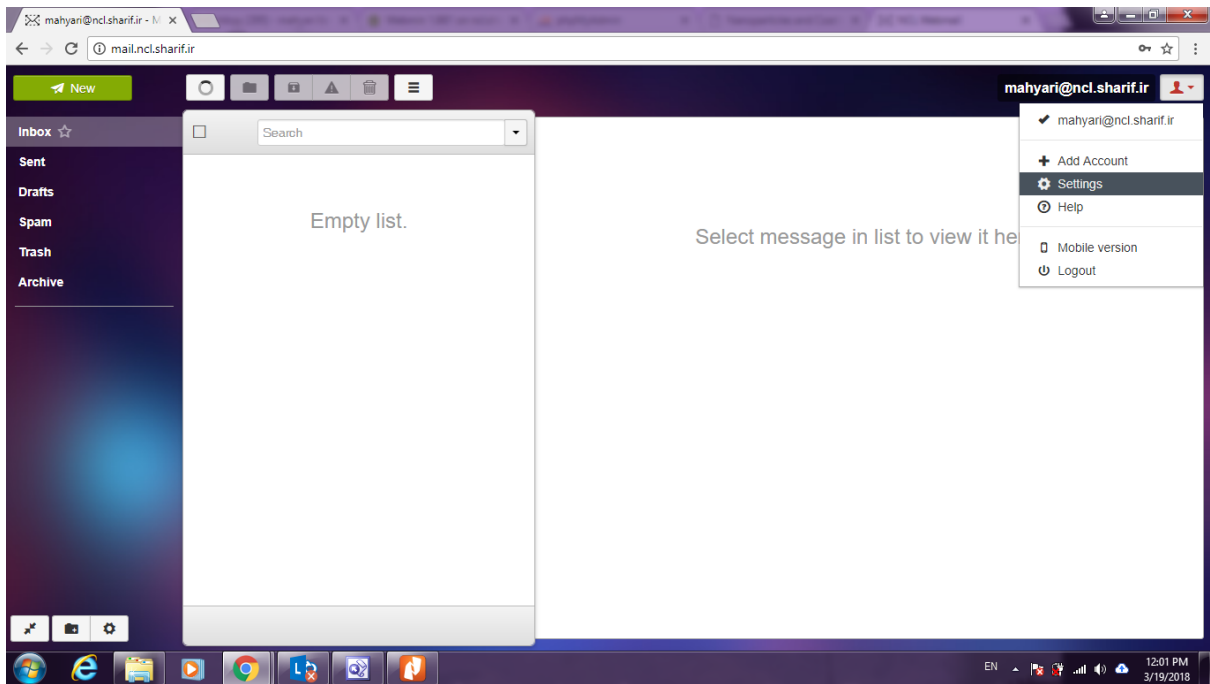 mahyari@ncl.sharif.ir - M
mail.ncl.sharif.ir
New
mahyari@ncl.sharif.ir
Inbox
Sent
Drafts
Spam
Trash
Archive
Search
Empty list.
Select message in list to view it he
mahyari@ncl.sharif.ir
Add Account
Settings
Help
Mobile version
Logout
EN
12:01 PM
3/19/2018